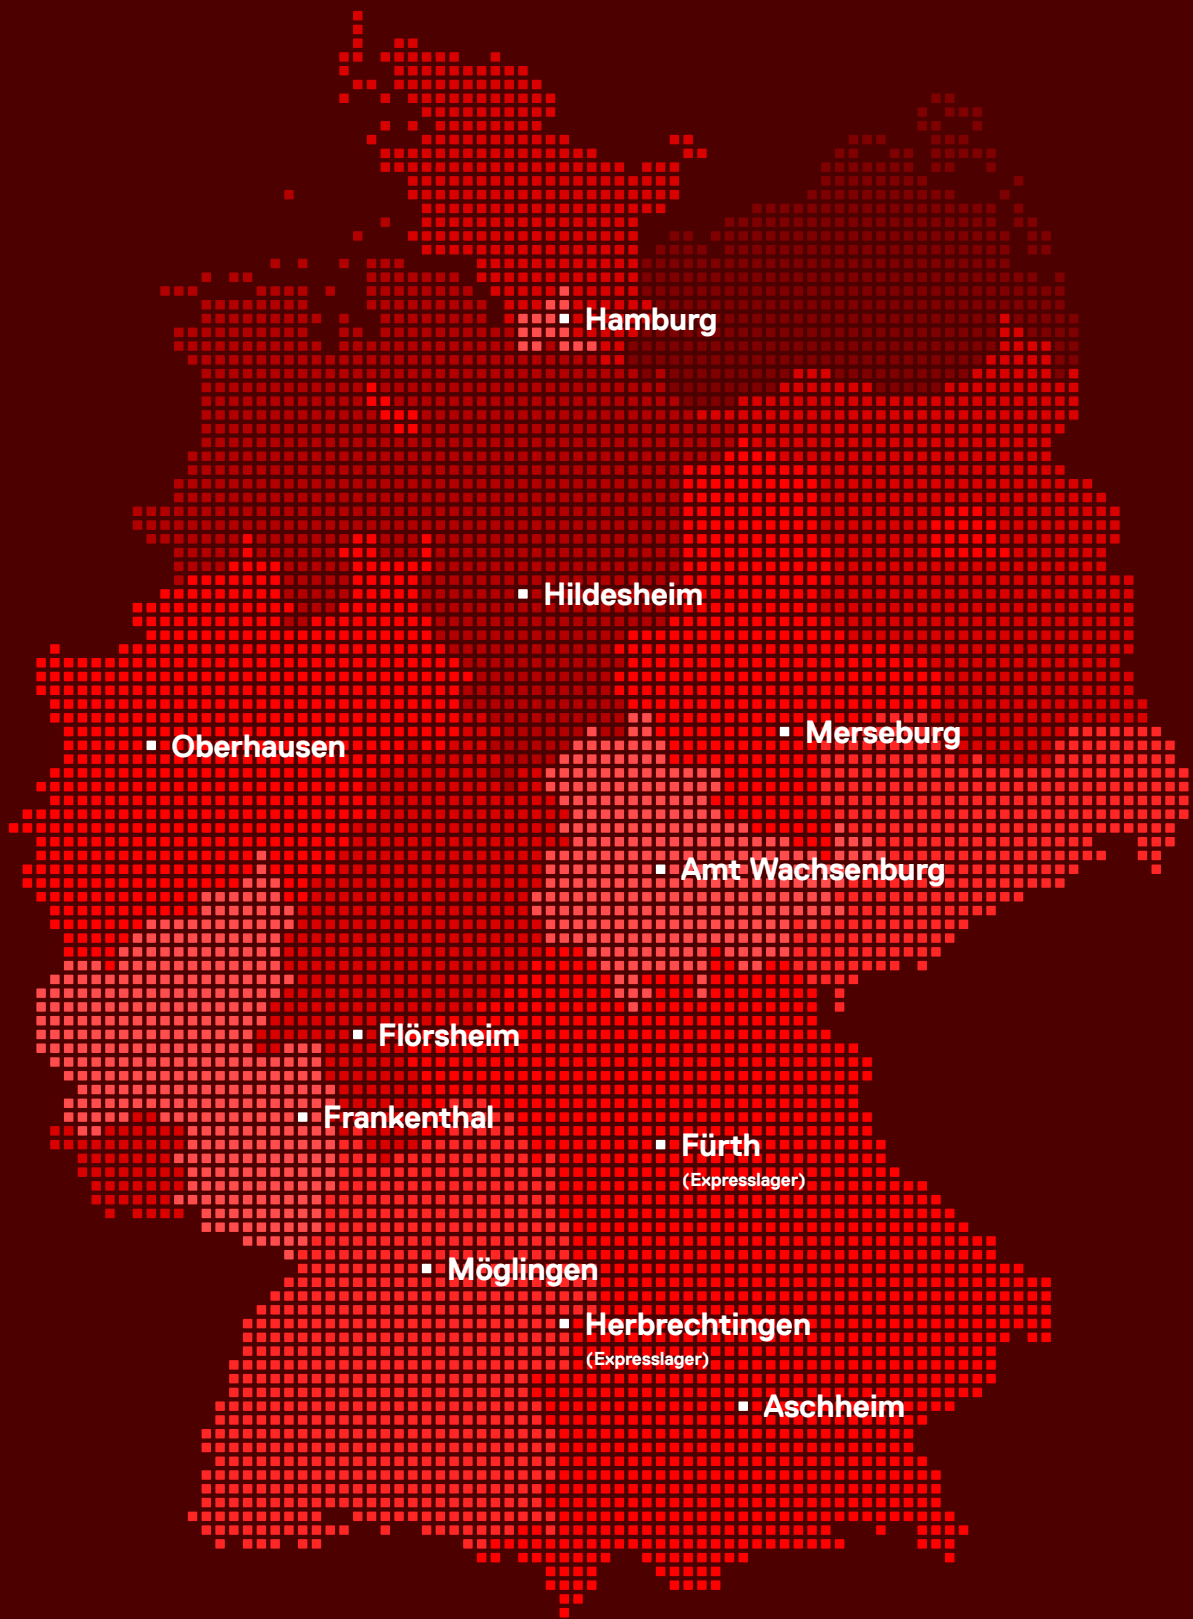 Hamburg
Hildesheim
Merseburg
Oberhausen
Amt Wachsenburg
Flörsheim
Frankenthal
Fürth
(Expresslager)
Möglingen
Herbrechtingen
(Expresslager)
Aschheim